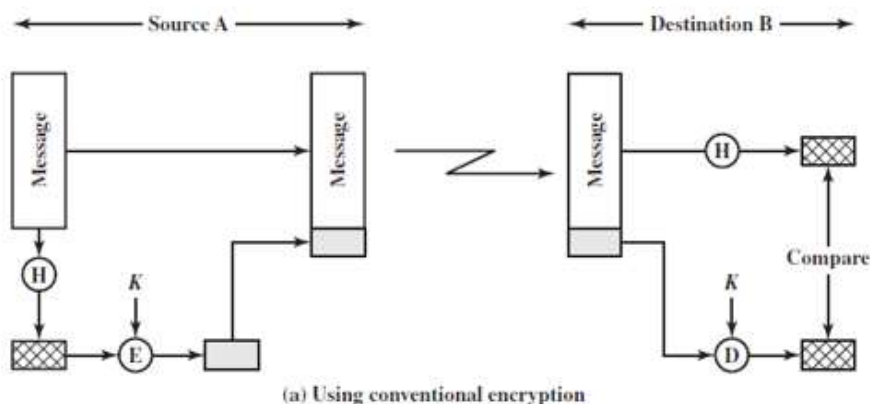 Source A
Destination B
Message
Message
Message
H
H
Compare
K
K
E
D
(a) Using conventional encryption